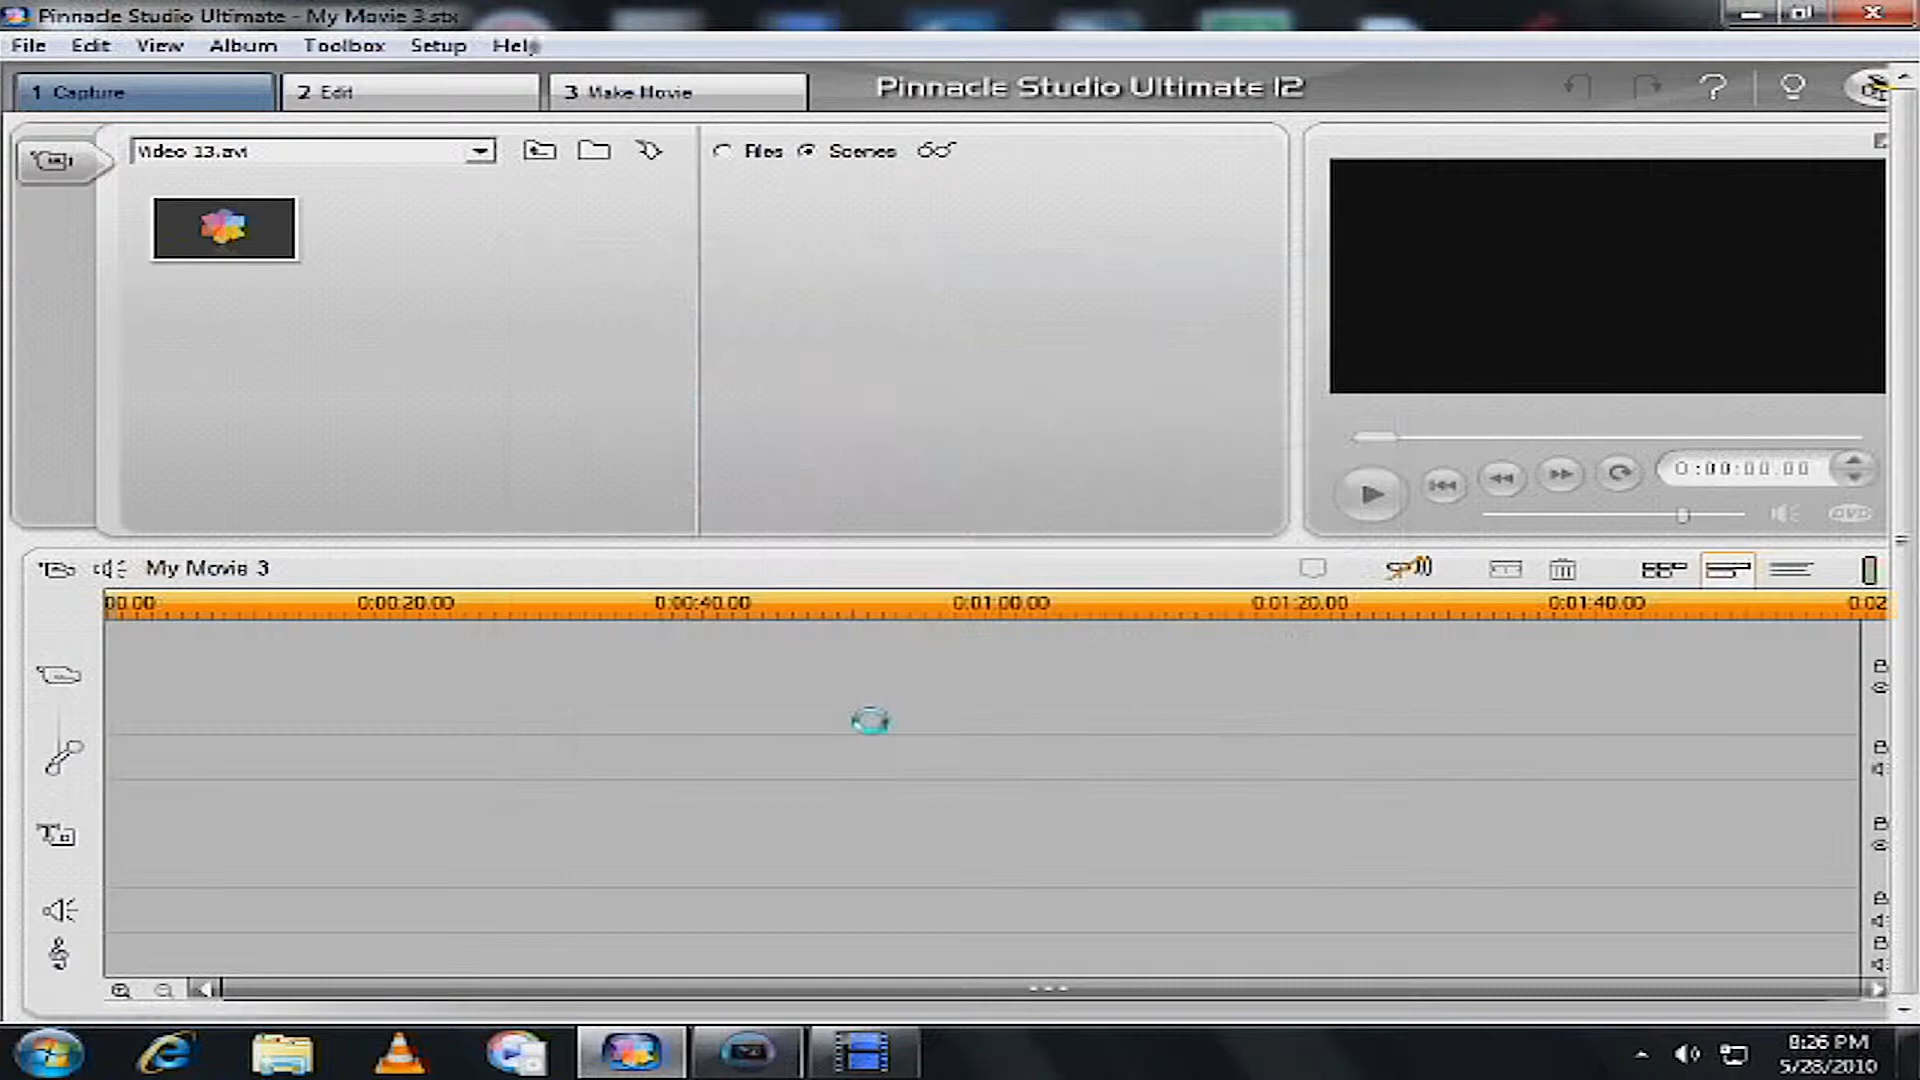 Pinnacle Studio Ultimate - My Movie 3.stx
File Edit View Album Toolbox Setup Help
1 Capture 2 Edit 3 Make Movie Pinnacle Studio Ultimate 12
Video 13.avi Files Scenes
0:00:00.00
DVD
My Movie 3
00.00 0:00:20.00 0:00:40.00 0:01:00.00 0:01:20.00 0:01:40.00 0:02
8:26 PM
5/28/2010